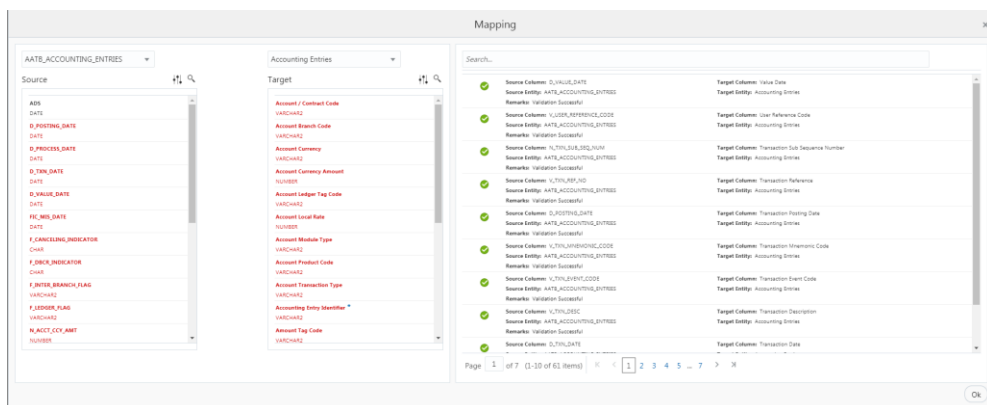 Mapping
×
AATB_ACCOUNTING_ENTRIES
Accounting Entries
Source
Target
ADS
DATE
D_POSTING_DATE
DATE
D_PROCESS_DATE
DATE
D_TXN_DATE
DATE
D_VALUE_DATE
DATE
FIC_MIS_DATE
DATE
F_CANCELING_INDICATOR
CHAR
F_DBCR_INDICATOR
CHAR
F_INTER_BRANCH_FLAG
VARCHAR2
F_LEDGER_FLAG
VARCHAR2
N_ACCT_CCY_AMT
NUMBER
Account / Contract Code
VARCHAR2
Account Branch Code
VARCHAR2
Account Currency
VARCHAR2
Account Currency Amount
NUMBER
Account Ledger Tag Code
VARCHAR2
Account Local Rate
NUMBER
Account Module Type
VARCHAR2
Account Product Code
VARCHAR2
Account Transaction Type
VARCHAR2
Accounting Entry Identifier *
VARCHAR2
Amount Tag Code
VARCHAR2
Search...
Source Column: D_VALUE_DATE Target Column: Value Date
Source Entity: AATB_ACCOUNTING_ENTRIES Target Entity: Accounting Entries
Remarks: Validation Successful
Source Column: V_USER_REFERENCE_CODE Target Column: User Reference Code
Source Entity: AATB_ACCOUNTING_ENTRIES Target Entity: Accounting Entries
Remarks: Validation Successful
Source Column: N_TXN_SUB_SEQ_NUM Target Column: Transaction Sub Sequence Number
Source Entity: AATB_ACCOUNTING_ENTRIES Target Entity: Accounting Entries
Remarks: Validation Successful
Source Column: V_TXN_REF_NO Target Column: Transaction Reference
Source Entity: AATB_ACCOUNTING_ENTRIES Target Entity: Accounting Entries
Remarks: Validation Successful
Source Column: D_POSTING_DATE Target Column: Transaction Posting Date
Source Entity: AATB_ACCOUNTING_ENTRIES Target Entity: Accounting Entries
Remarks: Validation Successful
Source Column: V_TXN_MNEMONIC_CODE Target Column: Transaction Mnemonic Code
Source Entity: AATB_ACCOUNTING_ENTRIES Target Entity: Accounting Entries
Remarks: Validation Successful
Source Column: V_TXN_EVENT_CODE Target Column: Transaction Event Code
Source Entity: AATB_ACCOUNTING_ENTRIES Target Entity: Accounting Entries
Remarks: Validation Successful
Source Column: V_TXN_DESC Target Column: Transaction Description
Source Entity: AATB_ACCOUNTING_ENTRIES Target Entity: Accounting Entries
Remarks: Validation Successful
Source Column: D_TXN_DATE Target Column: Transaction Date
Page 1 of 7 (1-10 of 61 items) 1 2 3 4 5 ... 7
Ok